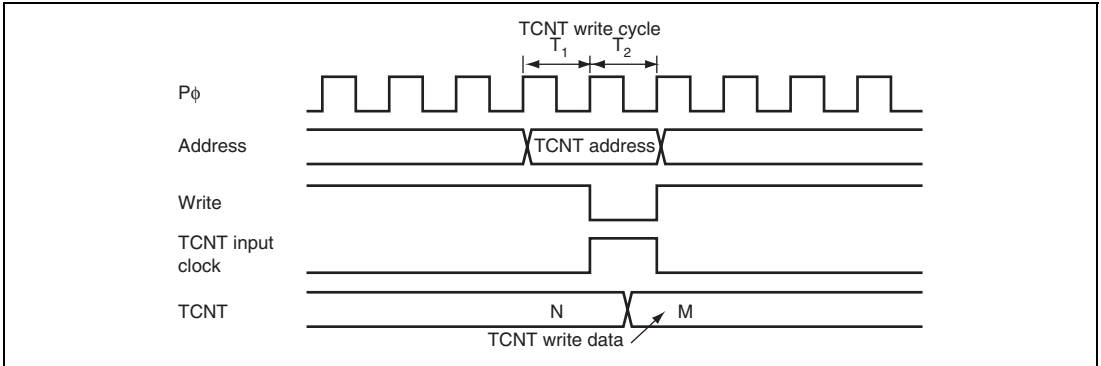 TCNT write cycle
T1 T2
Pϕ
Address
TCNT address
Write
TCNT input
clock
TCNT
N
M
TCNT write data